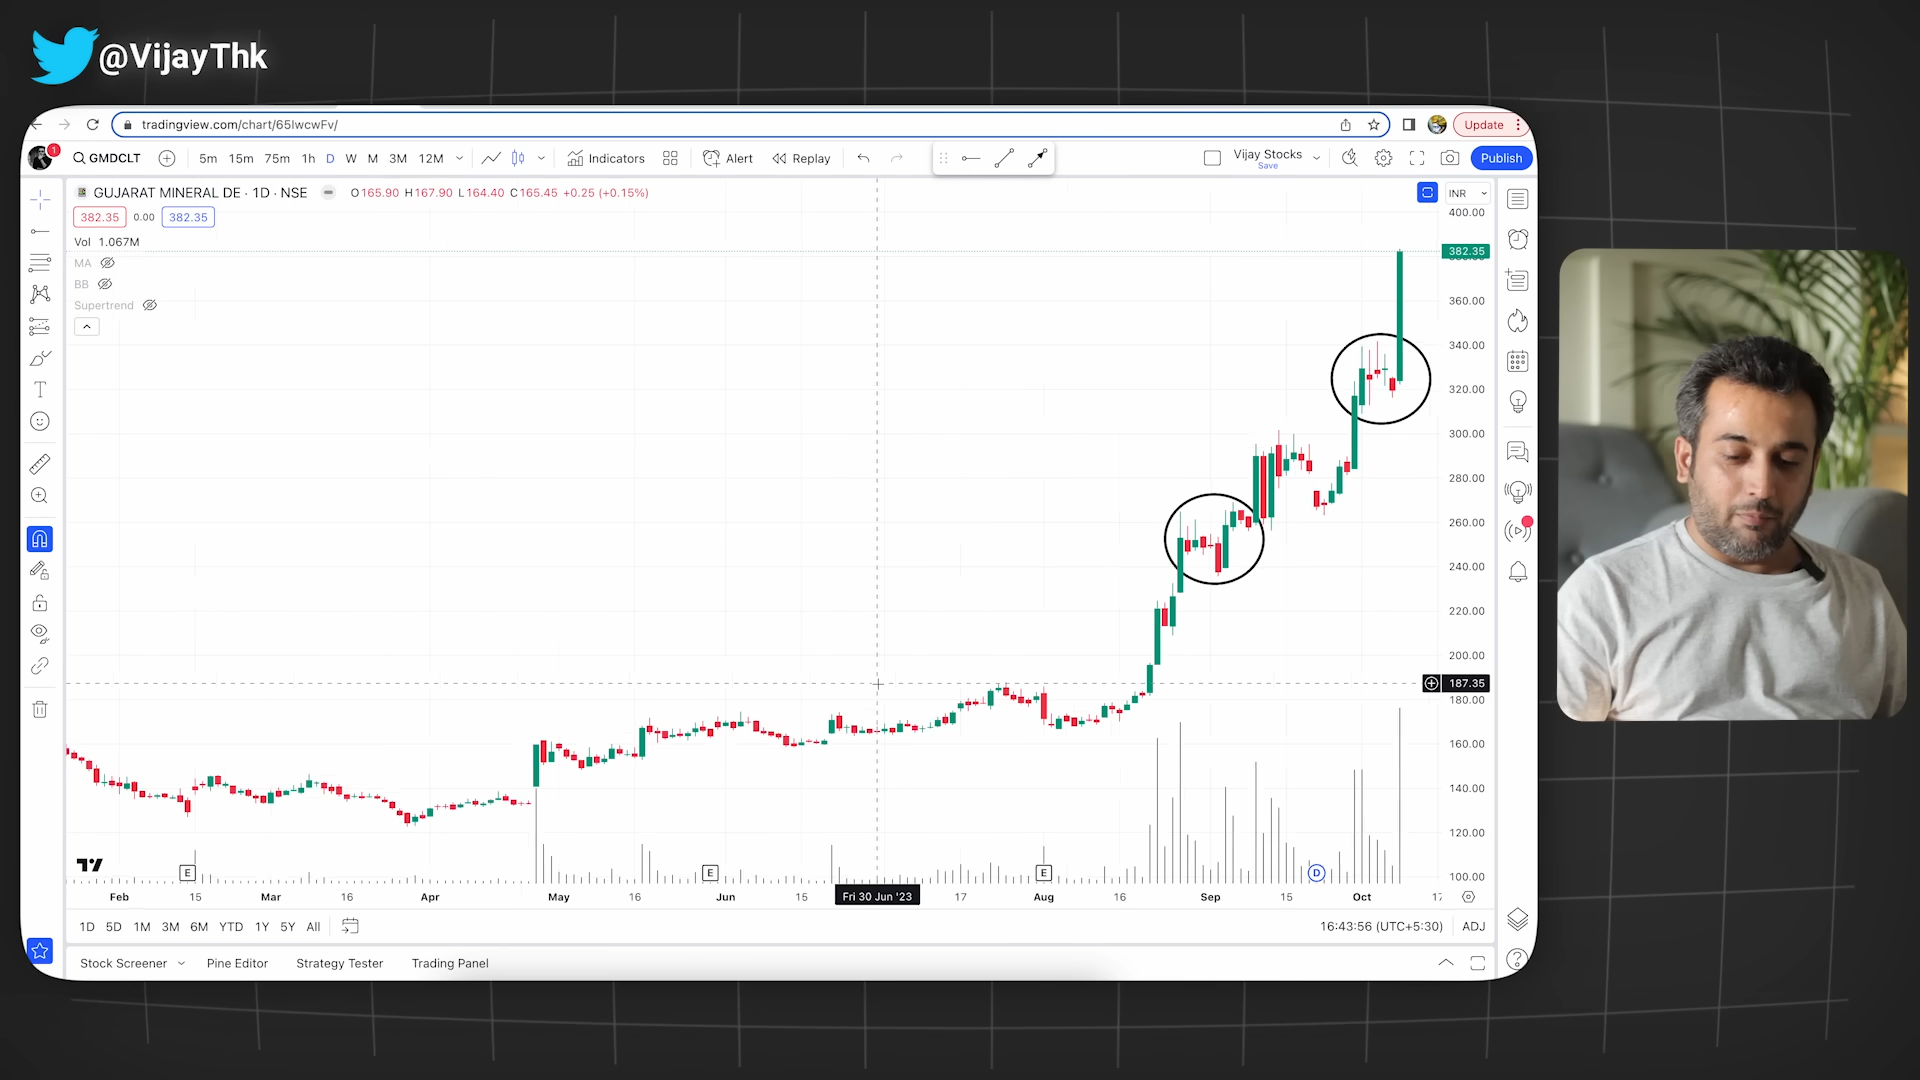 @VijayThk
tradingview.com/chart/65lwcwFv/
Update
1
GMDCLT
5m 15m 75m 1h D W M 3M 12M
Indicators
Alert
Replay
Vijay Stocks
Save
Publish
GUJARAT MINERAL DE · 1D · NSE
O165.90 H167.90 L164.40 C165.45 +0.25 (+0.15%)
INR
382.35 0.00 382.35
Vol 1.067M
MA
BB
Supertrend
400.00
382.35
360.00
340.00
320.00
300.00
280.00
260.00
240.00
220.00
200.00
187.35
180.00
160.00
140.00
120.00
100.00
E
E
E
D
Feb 15 Mar 16 Apr May 16 Jun 15 Fri 30 Jun '23 17 Aug 16 Sep 15 Oct
1D 5D 1M 3M 6M YTD 1Y 5Y All
16:43:56 (UTC+5:30) ADJ
Stock Screener Pine Editor Strategy Tester Trading Panel